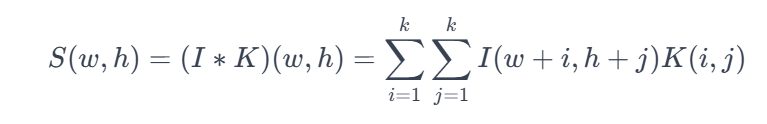 S(w, h) = (I ∗ K)(w, h) = \sum_{i=1}^{k} \sum_{j=1}^{k} I(w + i, h + j)K(i, j)